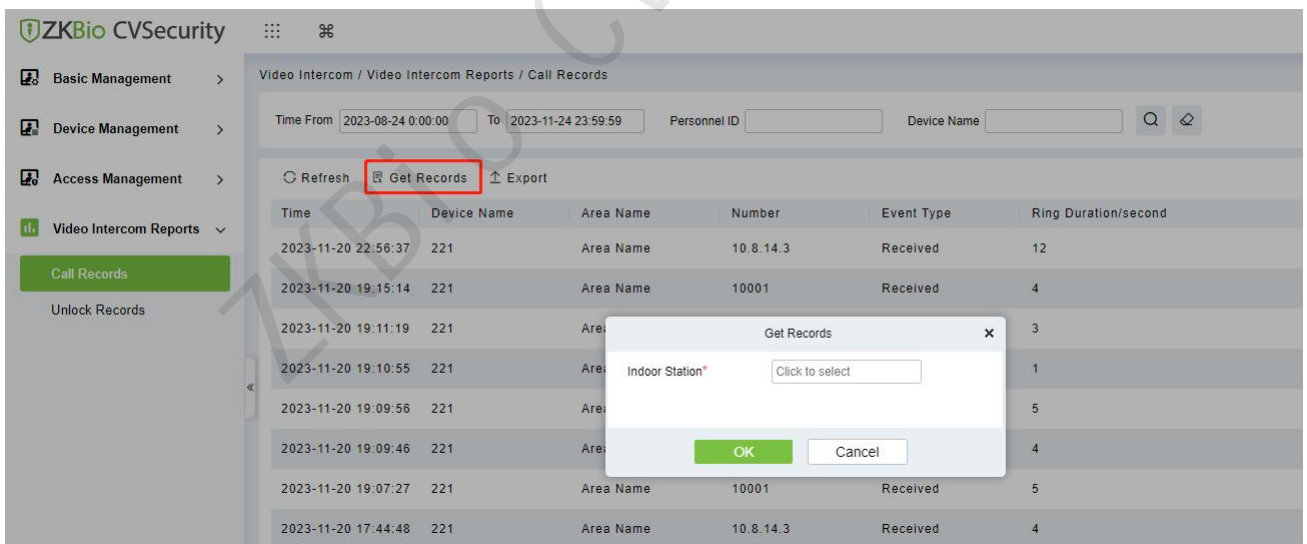 ZKBio CVSecurity
Basic Management
Device Management
Access Management
Video Intercom Reports
Call Records
Unlock Records
Video Intercom / Video Intercom Reports / Call Records
Time From 2023-08-24 0:00:00 To 2023-11-24 23:59:59 Personnel ID Device Name
Refresh Get Records Export
Time Device Name Area Name Number Event Type Ring Duration/second
2023-11-20 22:56:37 221 Area Name 10.8.14.3 Received 12
2023-11-20 19:15:14 221 Area Name 10001 Received 4
2023-11-20 19:11:19 221 3
2023-11-20 19:10:55 221 1
2023-11-20 19:09:56 221 5
2023-11-20 19:09:46 221 4
2023-11-20 19:07:27 221 Area Name 10001 Received 5
2023-11-20 17:44:48 221 Area Name 10.8.14.3 Received 4
Get Records
Indoor Station* Click to select
OK Cancel
ZKBio